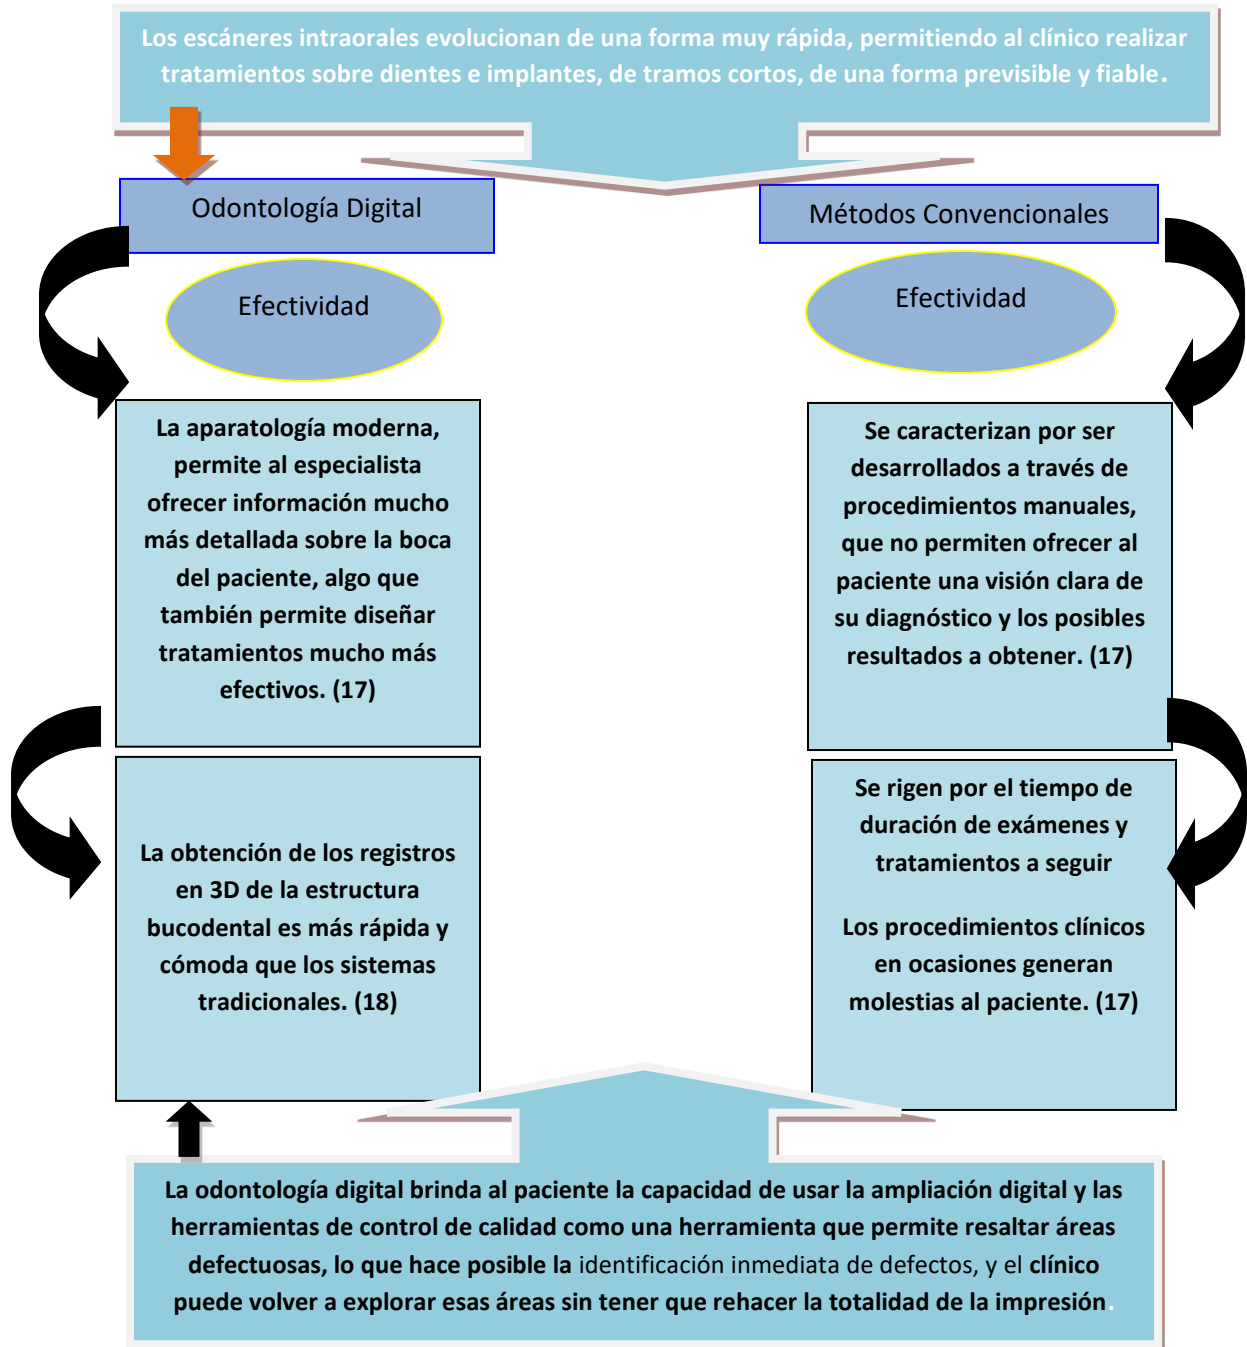 Los escáneres intraorales evolucionan de una forma muy rápida, permitiendo al clínico realizar
tratamientos sobre dientes e implantes, de tramos cortos, de una forma previsible y fiable.
Odontología Digital
Métodos Convencionales
Efectividad
Efectividad
La aparatología moderna,
permite al especialista
ofrecer información mucho
más detallada sobre la boca
del paciente, algo que
también permite diseñar
tratamientos mucho más
efectivos. (17)
Se caracterizan por ser
desarrollados a través de
procedimientos manuales,
que no permiten ofrecer al
paciente una visión clara de
su diagnóstico y los posibles
resultados a obtener. (17)
La obtención de los registros
en 3D de la estructura
bucodental es más rápida y
cómoda que los sistemas
tradicionales. (18)
Se rigen por el tiempo de
duración de exámenes y
tratamientos a seguir
Los procedimientos clínicos
en ocasiones generan
molestias al paciente. (17)
La odontología digital brinda al paciente la capacidad de usar la ampliación digital y las
herramientas de control de calidad como una herramienta que permite resaltar áreas
defectuosas, lo que hace posible la identificación inmediata de defectos, y el clínico
puede volver a explorar esas áreas sin tener que rehacer la totalidad de la impresión.